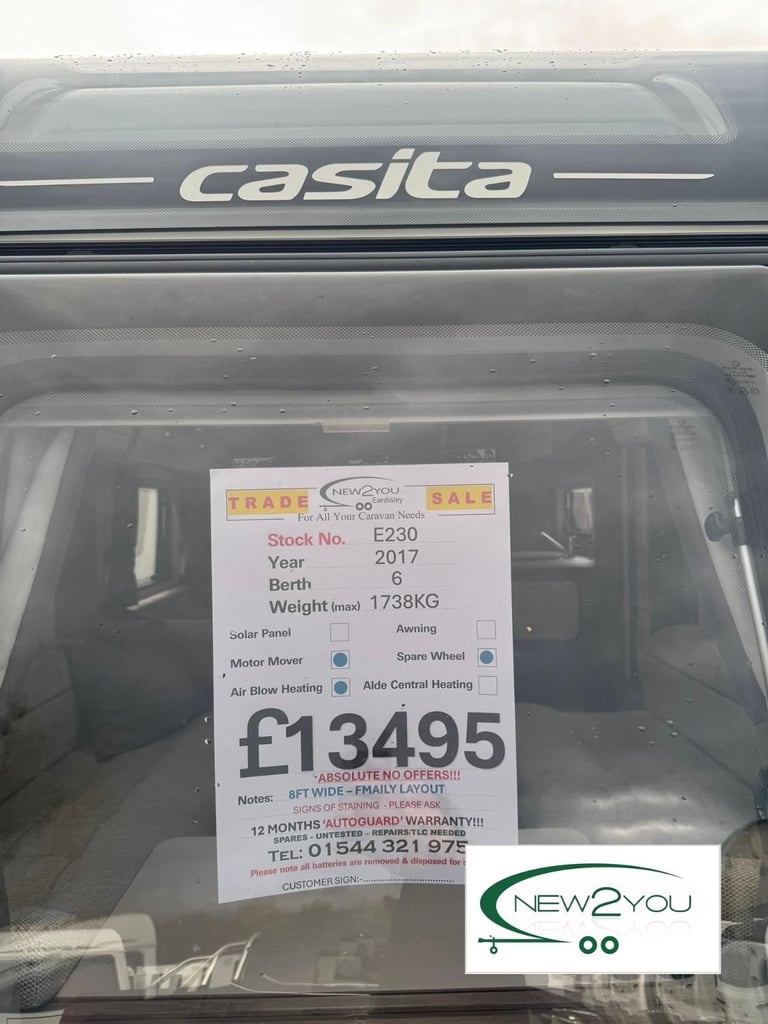 casita
TRADE NEW2YOU SALE
Eardisley
For All Your Caravan Needs
Stock No. E230
Year 2017
Berth 6
Weight (max) 1738KG
Solar Panel Awning
Motor Mover Spare Wheel
Air Blow Heating Alde Central Heating
£13495
ABSOLUTE NO OFFERS!!!
Notes: 8FT WIDE – FMAILY LAYOUT
SIGNS OF STAINING - PLEASE ASK
12 MONTHS 'AUTOGUARD' WARRANTY!!!
SPARES - UNTESTED – REPAIRS/TLC NEEDED
TEL: 01544 321 975
Please note all batteries are removed & disposed for
CUSTOMER SIGN:-
NEW2YOU